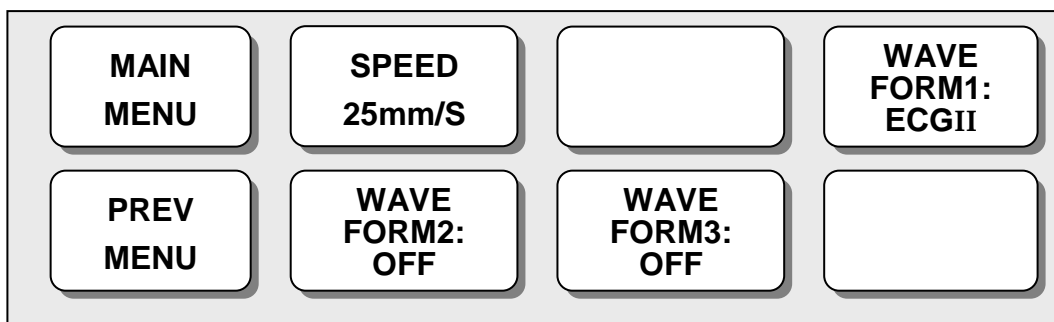 MAIN
MENU
SPEED
25mm/S
WAVE
FORM1:
ECGII
PREV
MENU
WAVE
FORM2:
OFF
WAVE
FORM3:
OFF